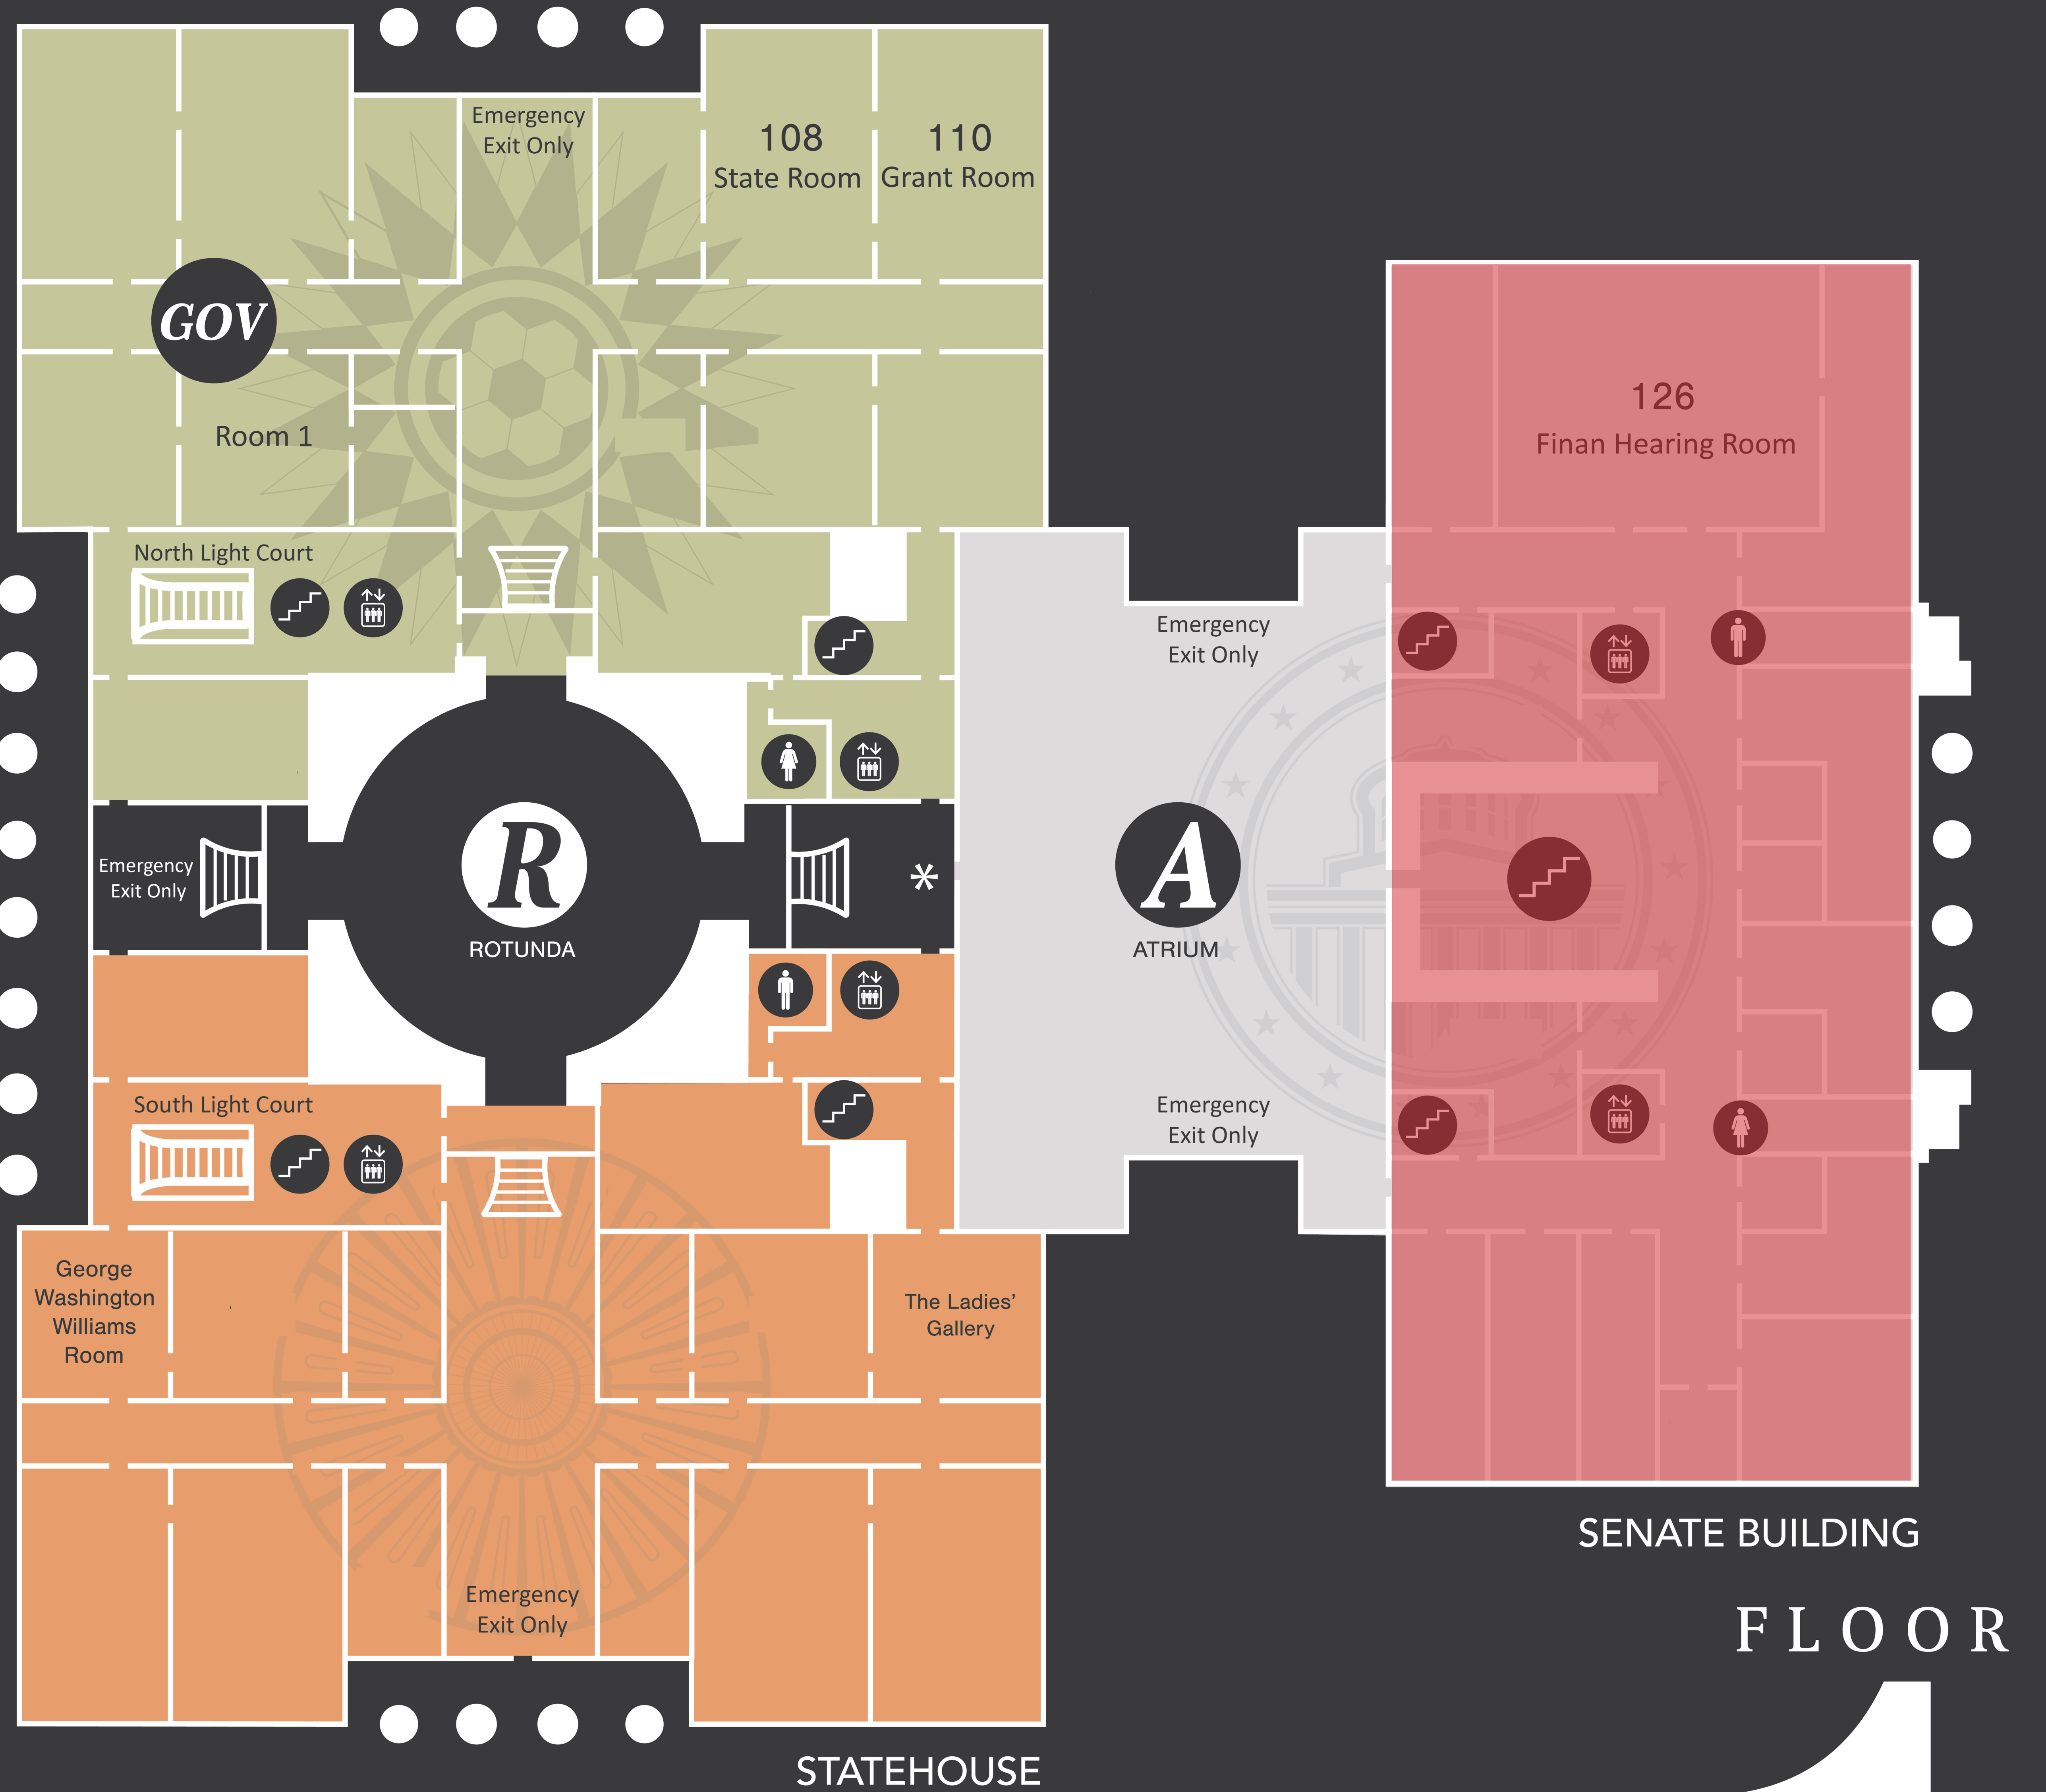 Emergency
Exit Only
108
State Room
110
Grant Room
GOV
Room 1
126
Finan Hearing Room
North Light Court
Emergency
Exit Only
Emergency
Exit Only
R
ROTUNDA
*
A
ATRIUM
South Light Court
Emergency
Exit Only
George
Washington
Williams
Room
The Ladies’
Gallery
Emergency
Exit Only
SENATE BUILDING
FLOOR
1
STATEHOUSE